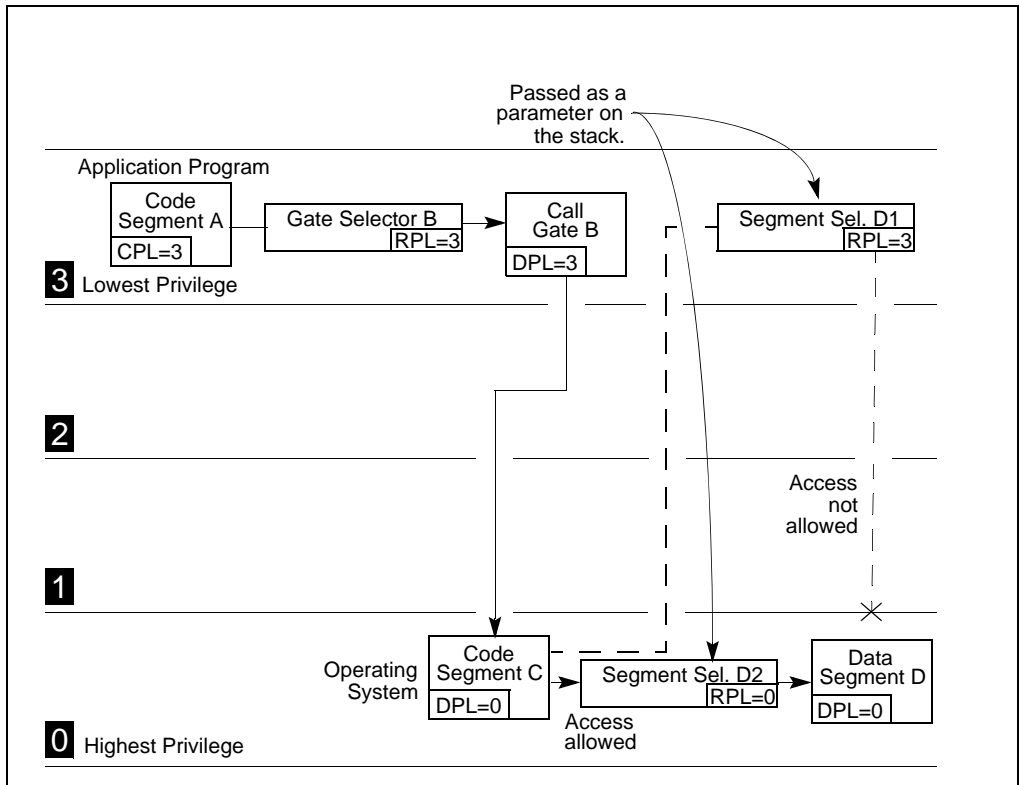 Passed as a
parameter on
the stack.
Application Program
Code
Segment A
CPL=3
Gate Selector B
RPL=3
Call
Gate B
DPL=3
Segment Sel. D1
RPL=3
3 Lowest Privilege
2
Access
not
allowed
1
Operating
System
Code
Segment C
DPL=0
Access
allowed
Segment Sel. D2
RPL=0
Data
Segment D
DPL=0
0 Highest Privilege